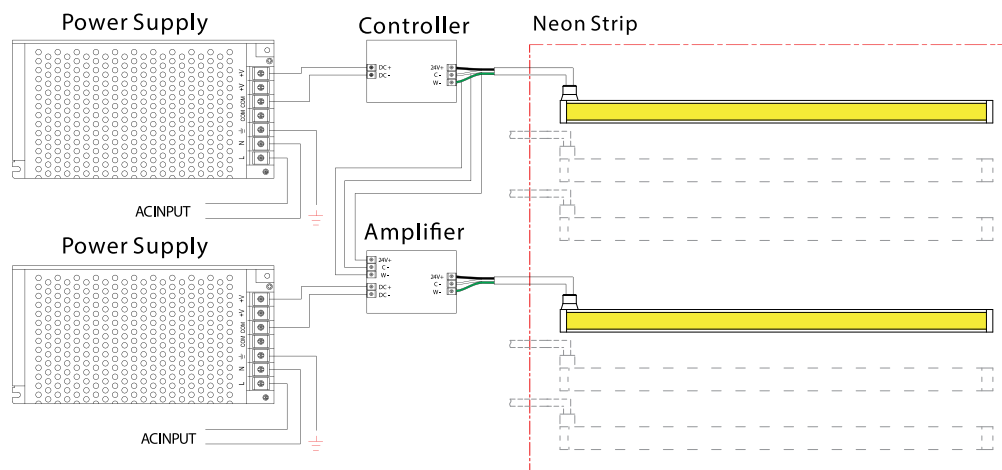 Power Supply
Controller
Neon Strip
+V
+V
COM
COM
N
L
DC+
DC-
24V+
C-
W-
ACINPUT
Power Supply
Amplifier
+V
+V
COM
COM
N
L
24V+
C-
W-
DC+
DC-
24V+
C-
W-
ACINPUT